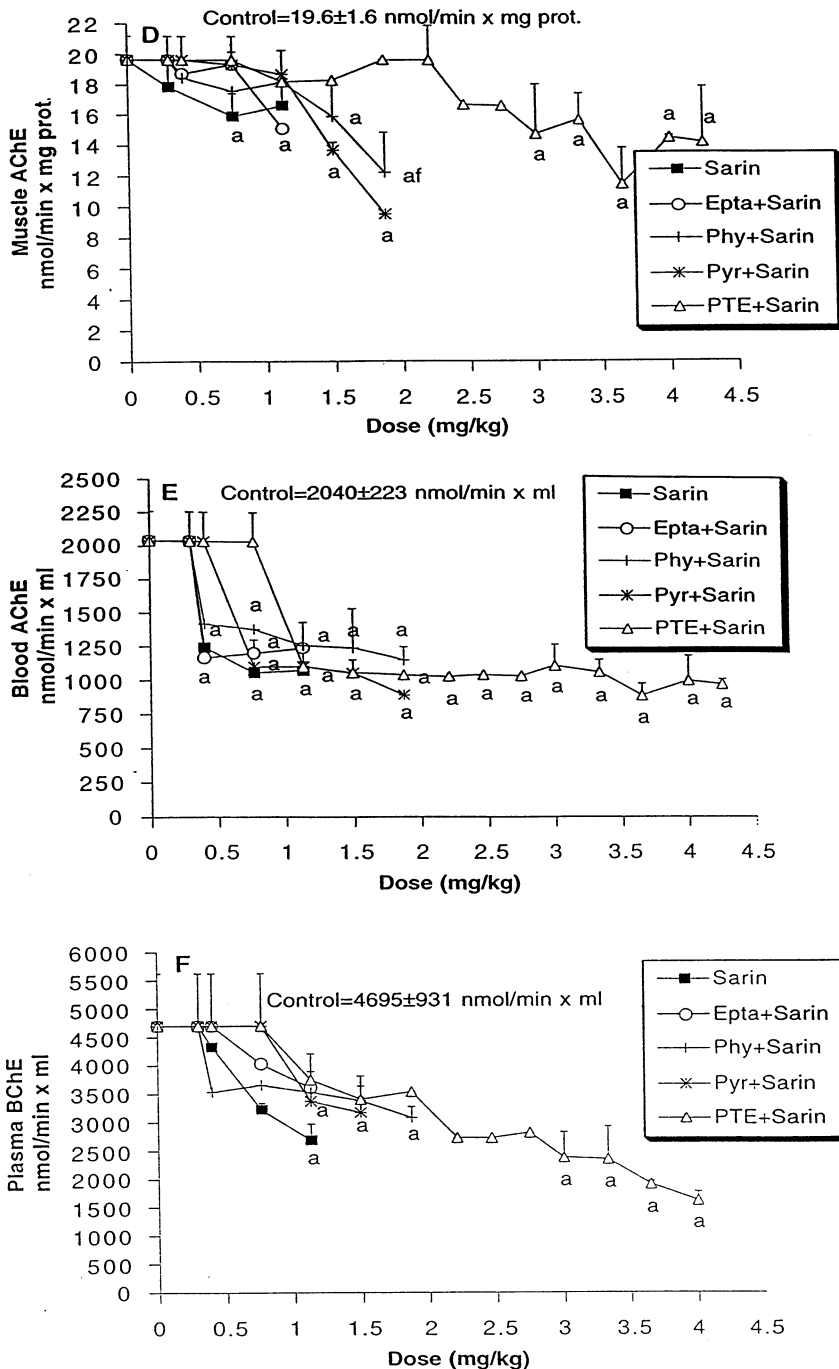 D
Control=19.6±1.6 nmol/min x mg prot.
Muscle AChE
nmol/min x mg prot.
22
20
18
16
14
12
10
8
6
4
2
0
a
a
a
a
af
a
a
a
a
a
a
Sarin
Epta+Sarin
Phy+Sarin
Pyr+Sarin
PTE+Sarin
0 0.5 1 1.5 2 2.5 3 3.5 4 4.5
Dose (mg/kg)
E
Control=2040±223 nmol/min x ml
Blood AChE
nmol/min x ml
2500
2250
2000
1750
1500
1250
1000
750
500
250
0
a
a a a a a
a
a a a a a a a a a a a a a
a
Sarin
Epta+Sarin
Phy+Sarin
Pyr+Sarin
PTE+Sarin
0 0.5 1 1.5 2 2.5 3 3.5 4 4.5
Dose (mg/kg)
F
Control=4695±931 nmol/min x ml
Plasma BChE
nmol/min x ml
6000
5500
5000
4500
4000
3500
3000
2500
2000
1500
1000
500
0
a
a
a
a
a
a
a
a
Sarin
Epta+Sarin
Phy+Sarin
Pyr+Sarin
PTE+Sarin
0 0.5 1 1.5 2 2.5 3 3.5 4 4.5
Dose (mg/kg)